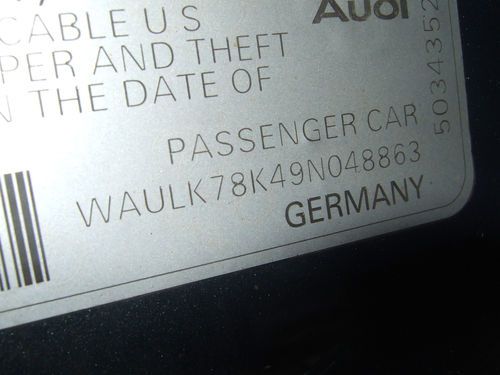 Audi
CABLE U S
PER AND THEFT
N THE DATE OF
PASSENGER CAR
WAULK78K49N048863
GERMANY
5034352